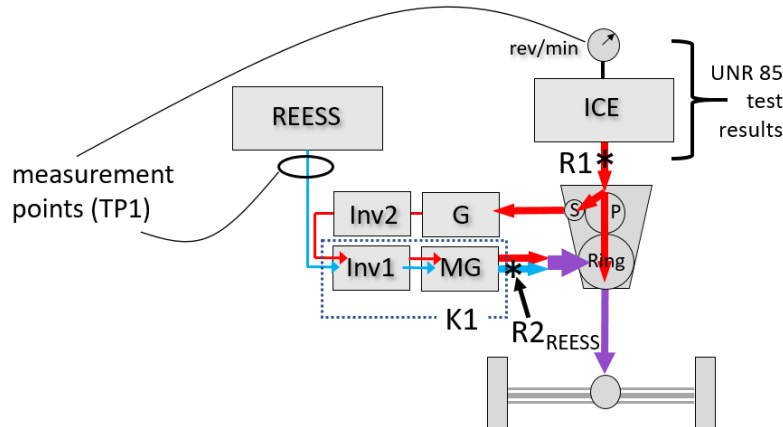 rev/min
UNR 85
test
results
REESS
ICE
R1*
measurement
points (TP1)
Inv2
G
S
P
Inv1
MG
Ring
*
K1
R2REESS